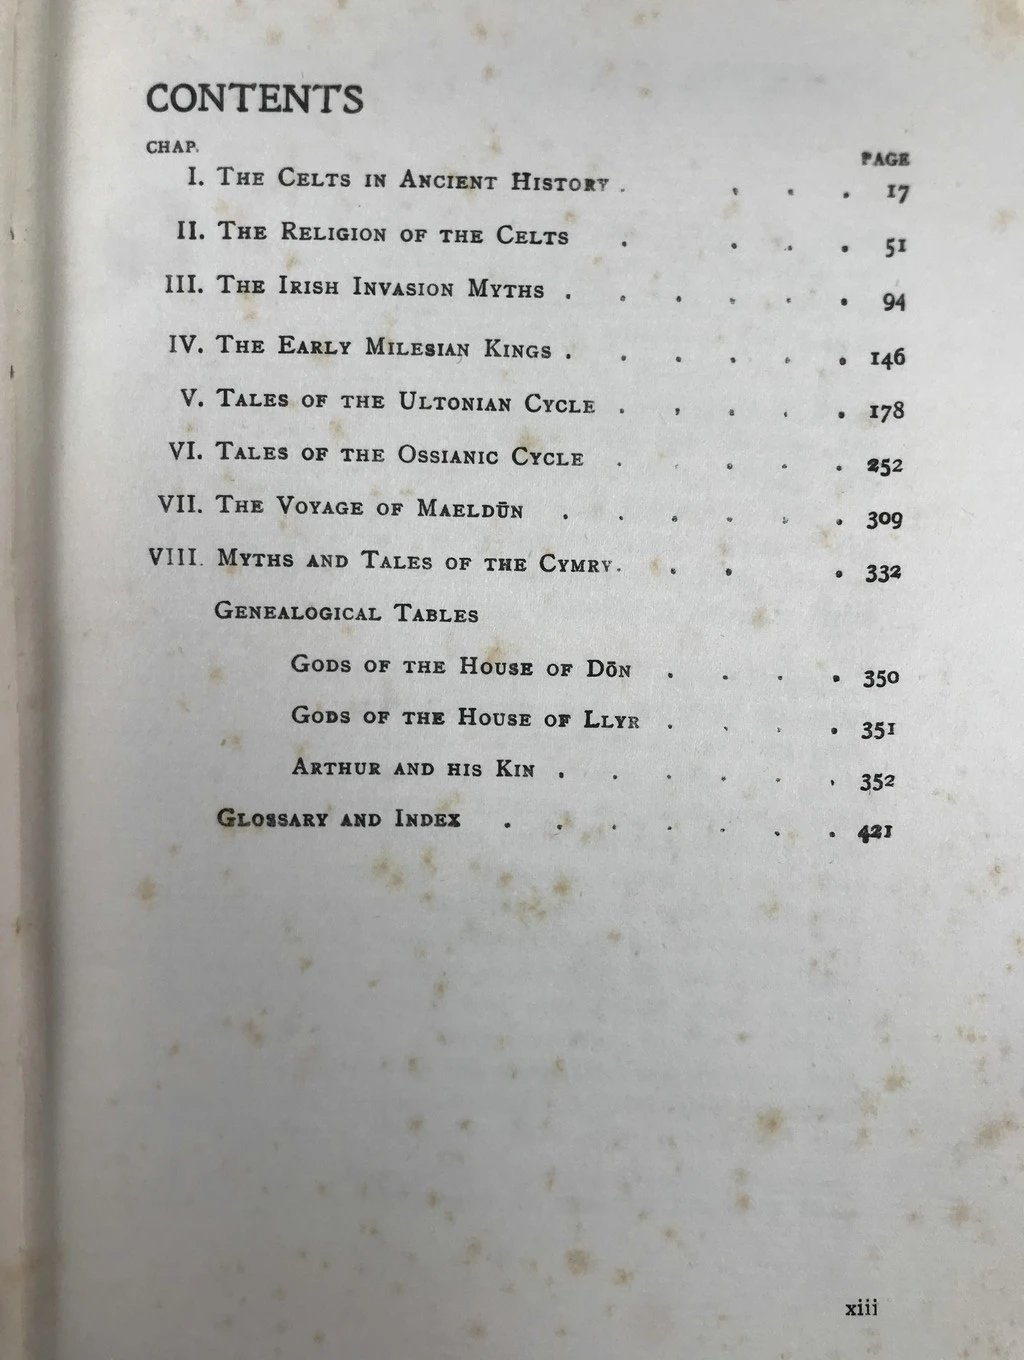 CONTENTS
CHAP. PAGE
I. THE CELTS IN ANCIENT HISTORY . . . . 17
II. THE RELIGION OF THE CELTS . . . . 51
III. THE IRISH INVASION MYTHS . . . . . . 94
IV. THE EARLY MILESIAN KINGS . . . . . . 146
V. TALES OF THE ULTONIAN CYCLE . . . . . 178
VI. TALES OF THE OSSIANIC CYCLE . . . . . 252
VII. THE VOYAGE OF MAELDŪN . . . . . . 309
VIII. MYTHS AND TALES OF THE CYMRY . . . . 332
GENEALOGICAL TABLES
GODS OF THE HOUSE OF DŌN . . . . 350
GODS OF THE HOUSE OF LLYR . . . . 351
ARTHUR AND HIS KIN . . . . . . 352
GLOSSARY AND INDEX . . . . . . . 421
xiii